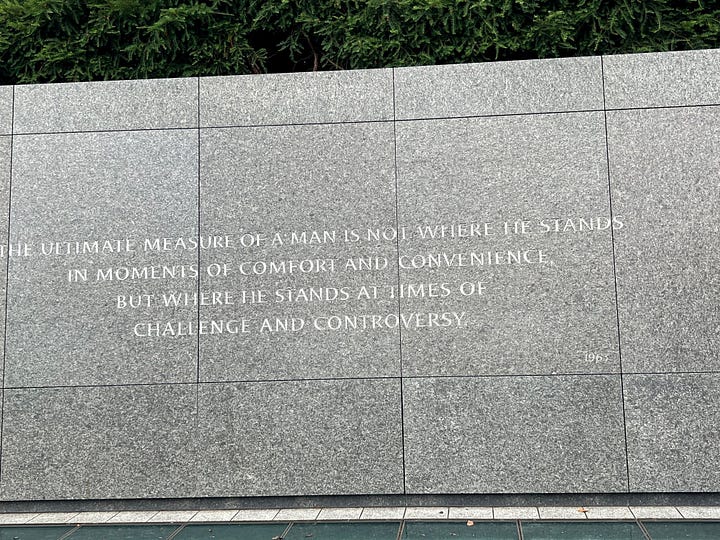 THE ULTIMATE MEASURE OF A MAN IS NOT WHERE HE STANDS
IN MOMENTS OF COMFORT AND CONVENIENCE,
BUT WHERE HE STANDS AT TIMES OF
CHALLENGE AND CONTROVERSY.
1963